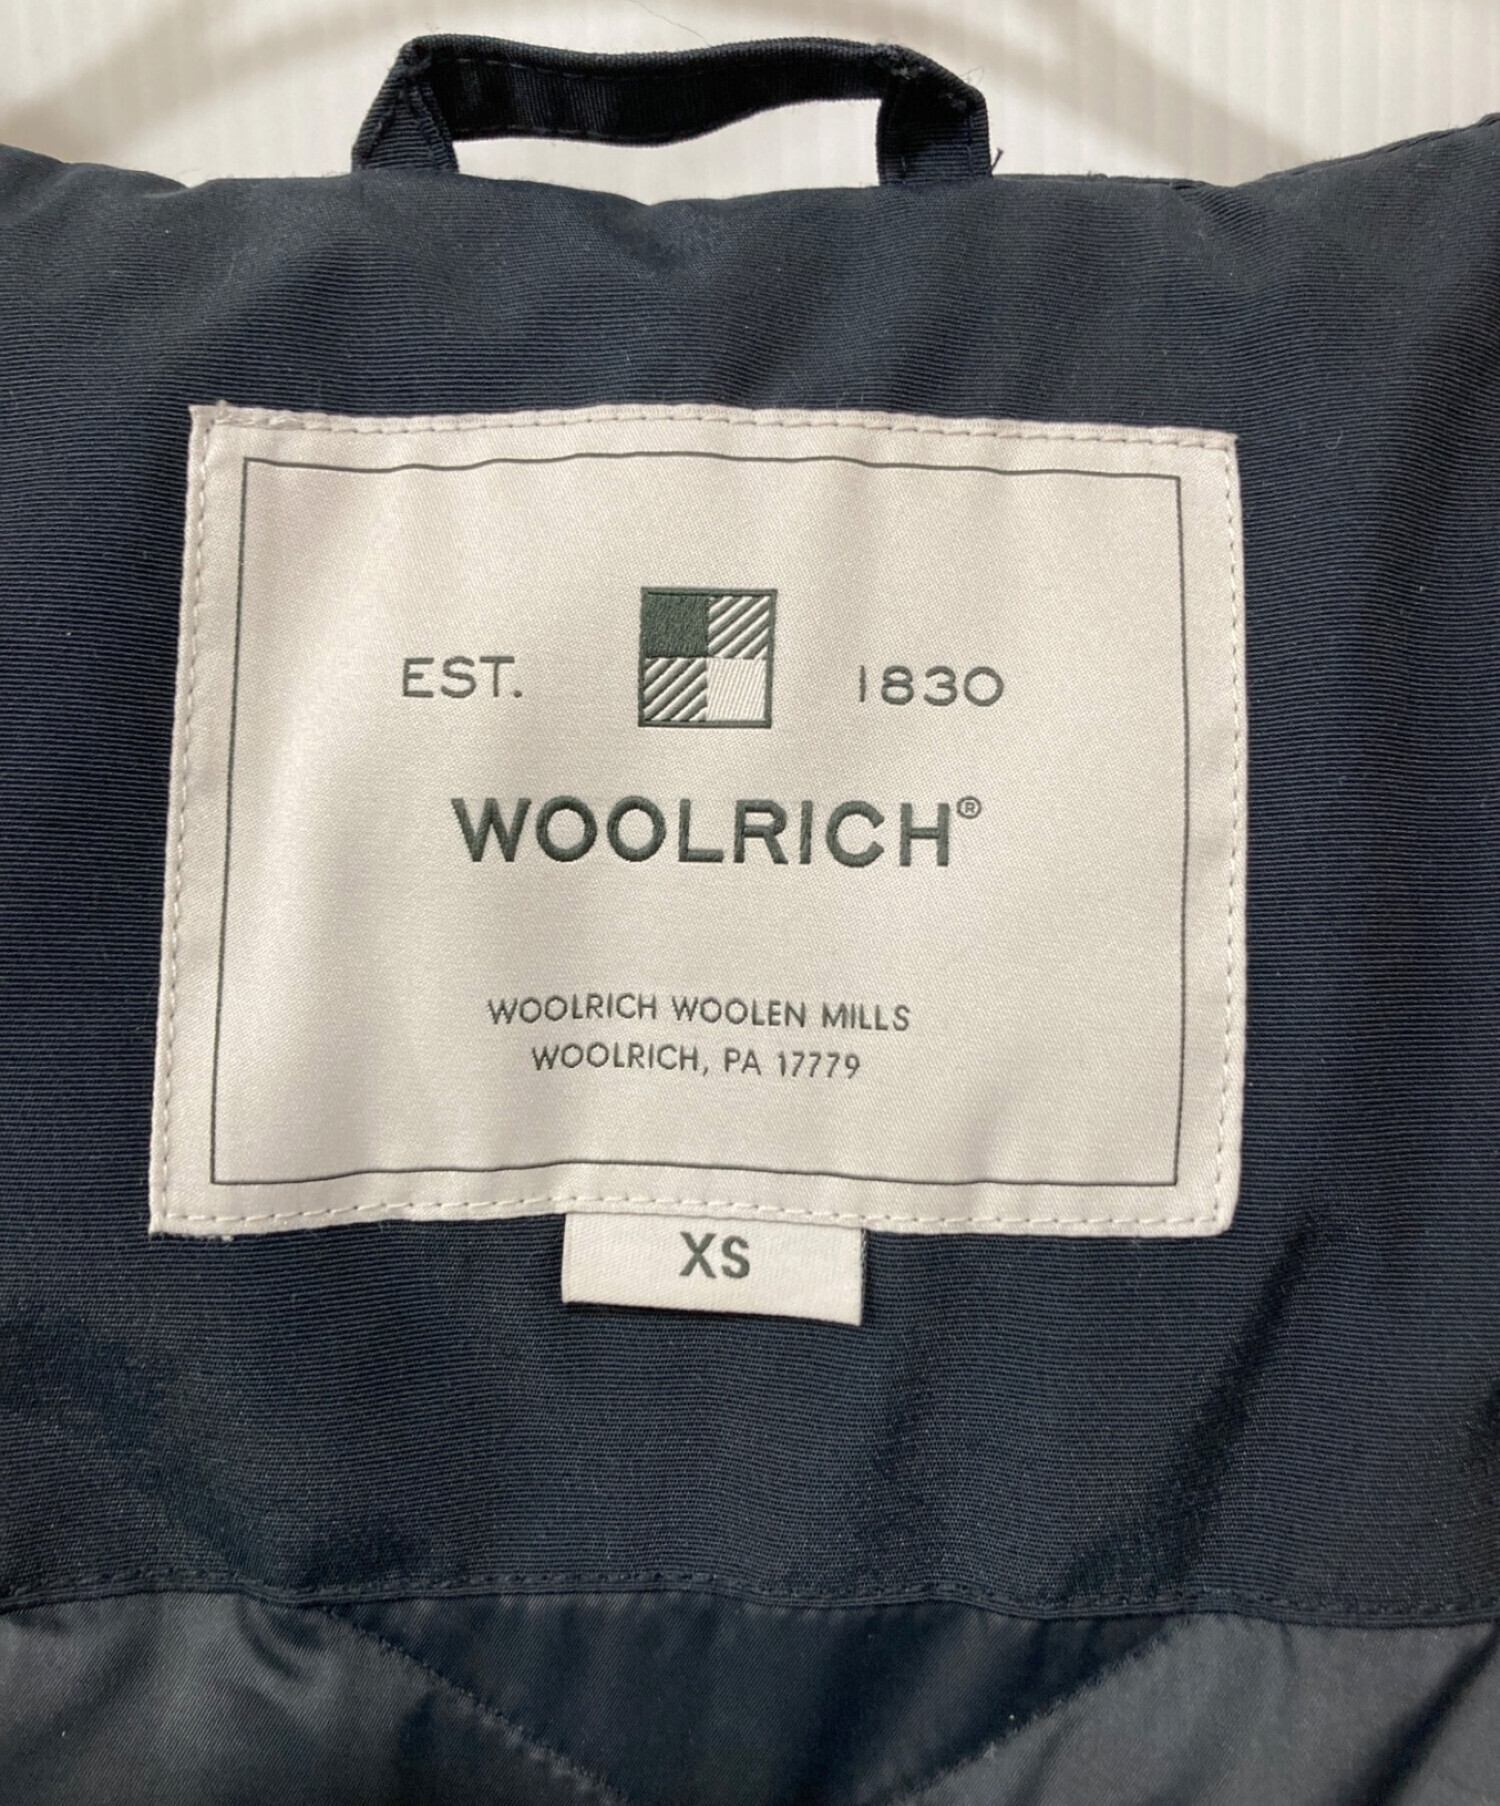 EST. 1830
WOOLRICH®
WOOLRICH WOOLEN MILLS
WOOLRICH, PA 17779
XS